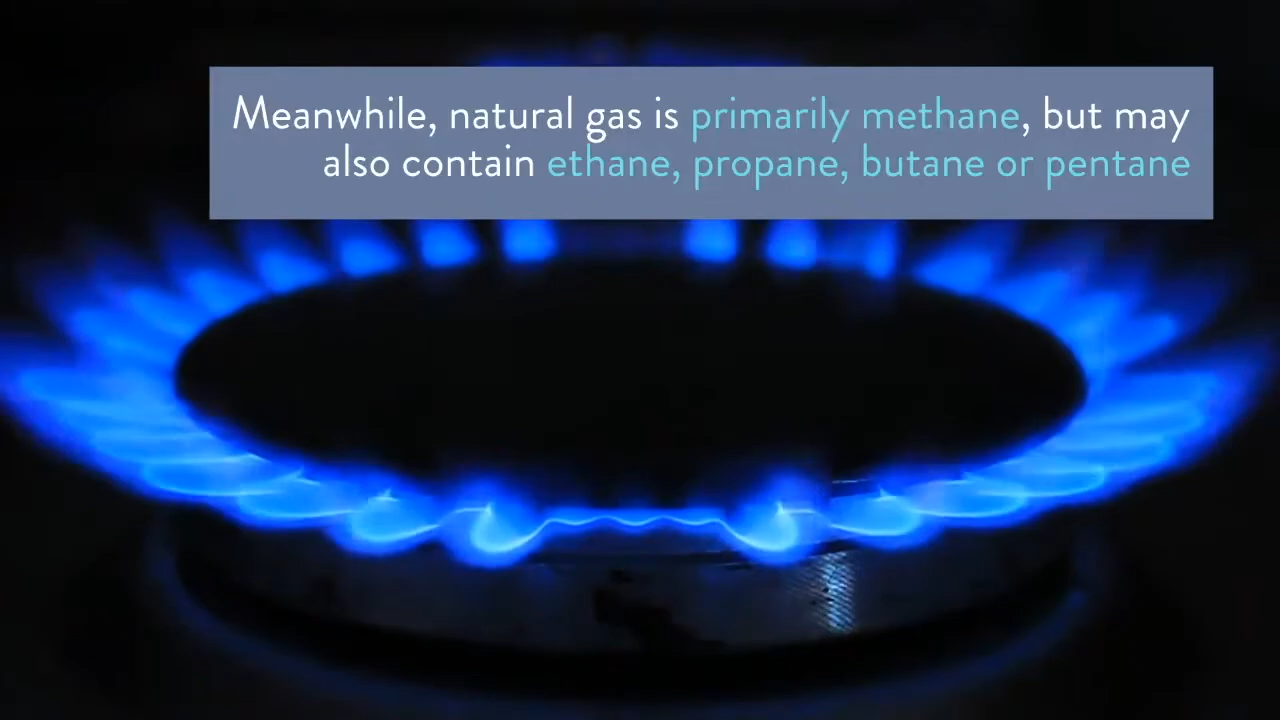 Meanwhile, natural gas is primarily methane, but may
also contain ethane, propane, butane or pentane